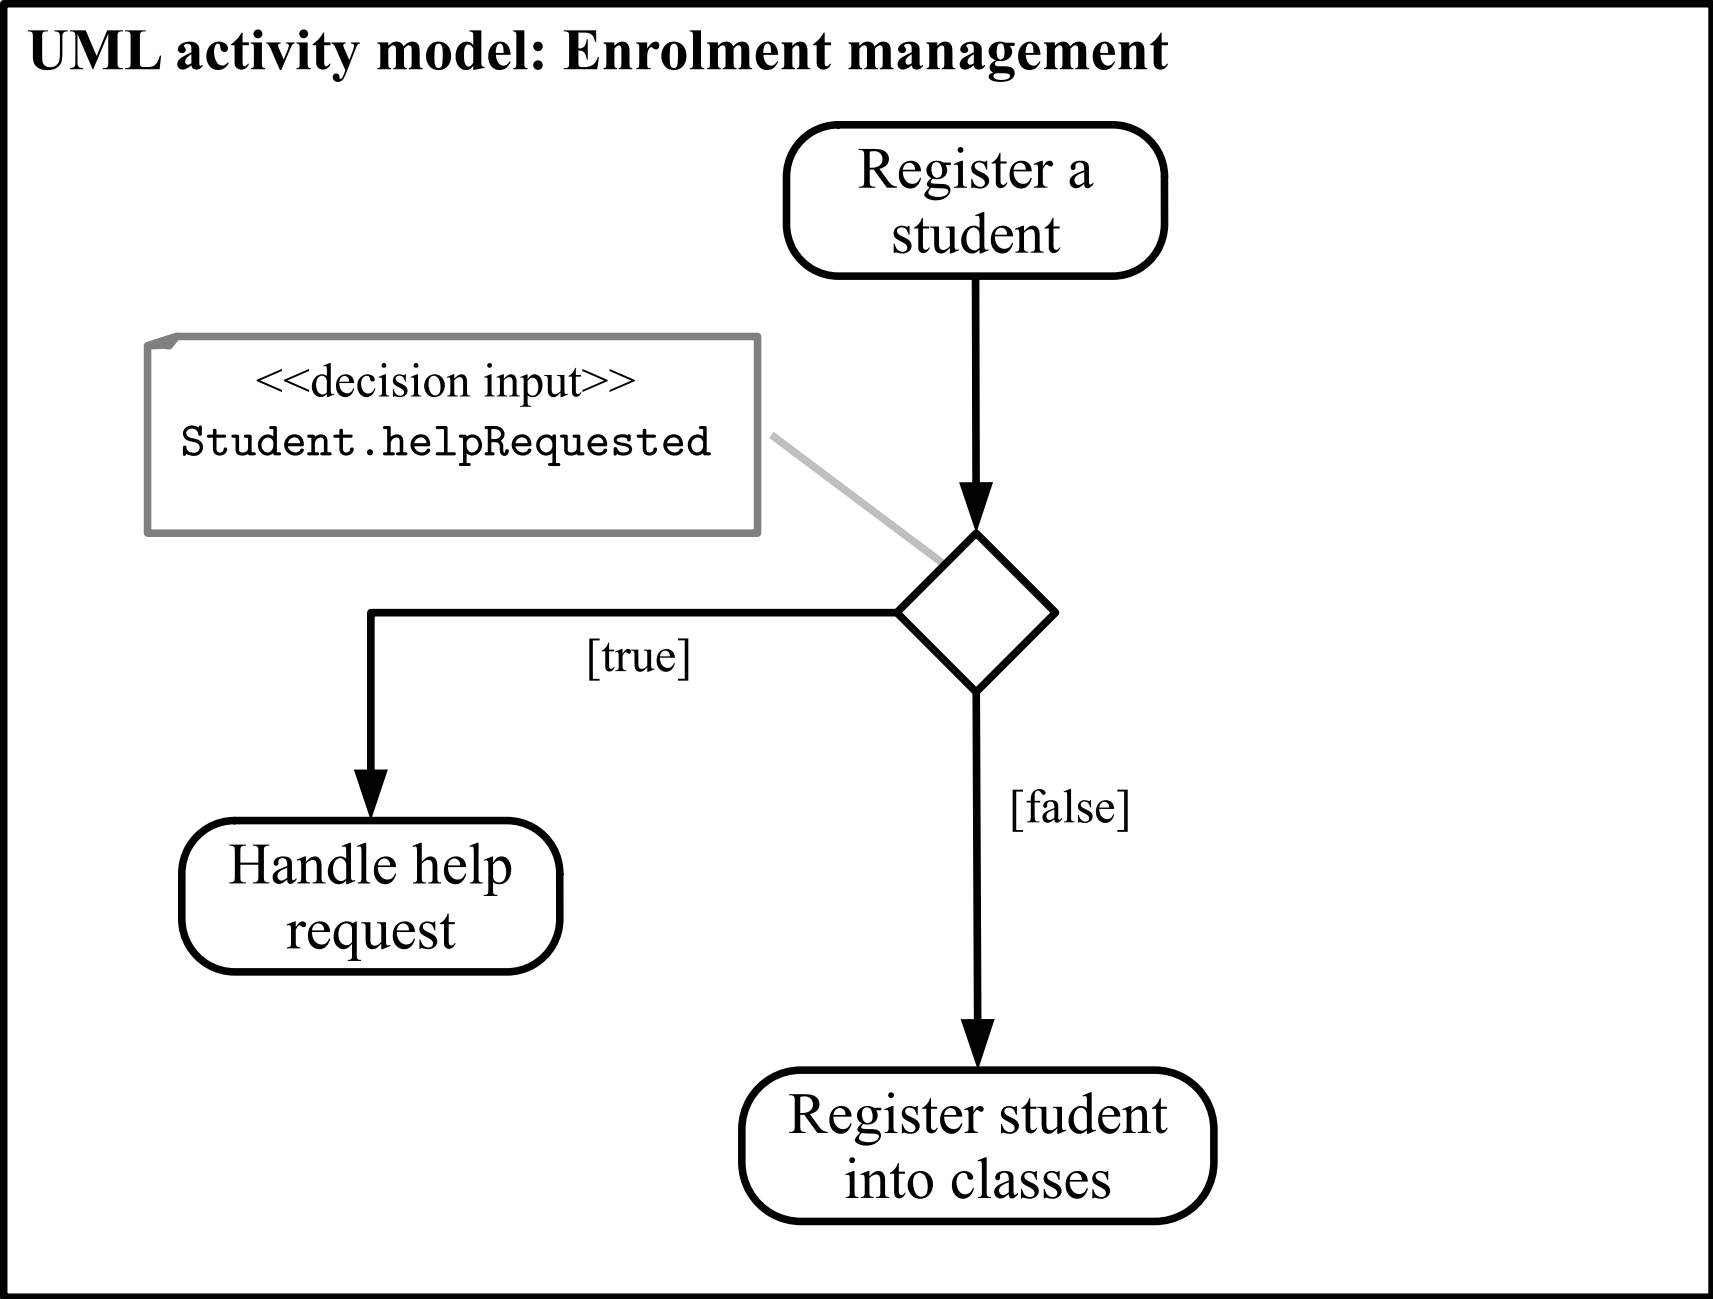 UML activity model: Enrolment management
Register a
student
<<decision input>>
Student.helpRequested
[true]
[false]
Handle help
request
Register student
into classes